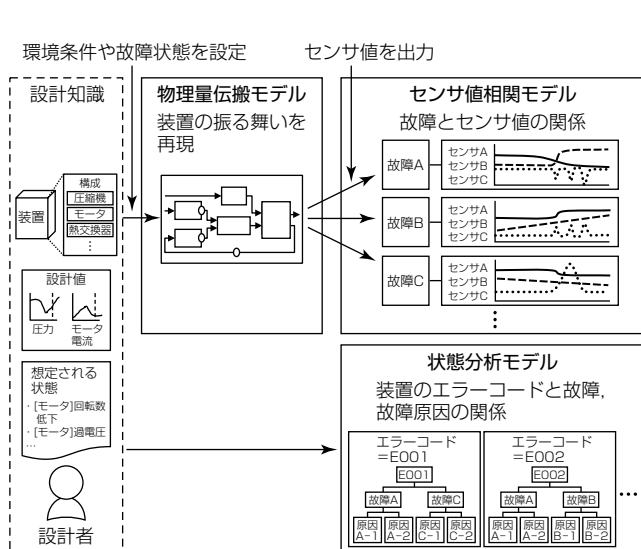 環境条件や故障状態を設定
センサ値を出力
設計知識
装置
構成
圧縮機
モータ
熱交換器
⋮
設計値
圧力
モータ
電流
想定される
状態
・[モータ]回転数
低下
・[モータ]過電圧
…
設計者
物理量伝搬モデル
装置の振る舞いを
再現
センサ値相関モデル
故障とセンサ値の関係
故障A
センサA
センサB
センサC
故障B
センサA
センサB
センサC
故障C
センサA
センサB
センサC
⋮
状態分析モデル
装置のエラーコードと故障,
故障原因の関係
エラーコード
=E001
E001
故障A 故障C
原因 原因 原因 原因
A-1 A-2 C-1 C-2
エラーコード
=E002
E002
故障A 故障B
原因 原因 原因 原因
A-1 A-2 B-1 B-2
…